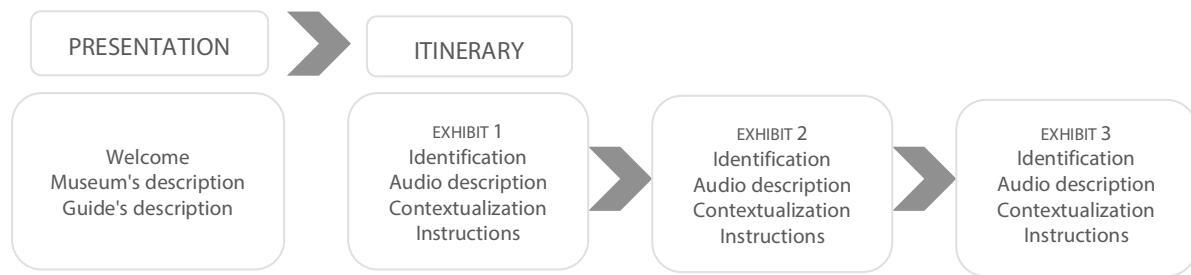 PRESENTATION
ITINERARY
Welcome
Museum's description
Guide's description
EXHIBIT 1
Identification
Audio description
Contextualization
Instructions
EXHIBIT 2
Identification
Audio description
Contextualization
Instructions
EXHIBIT 3
Identification
Audio description
Contextualization
Instructions